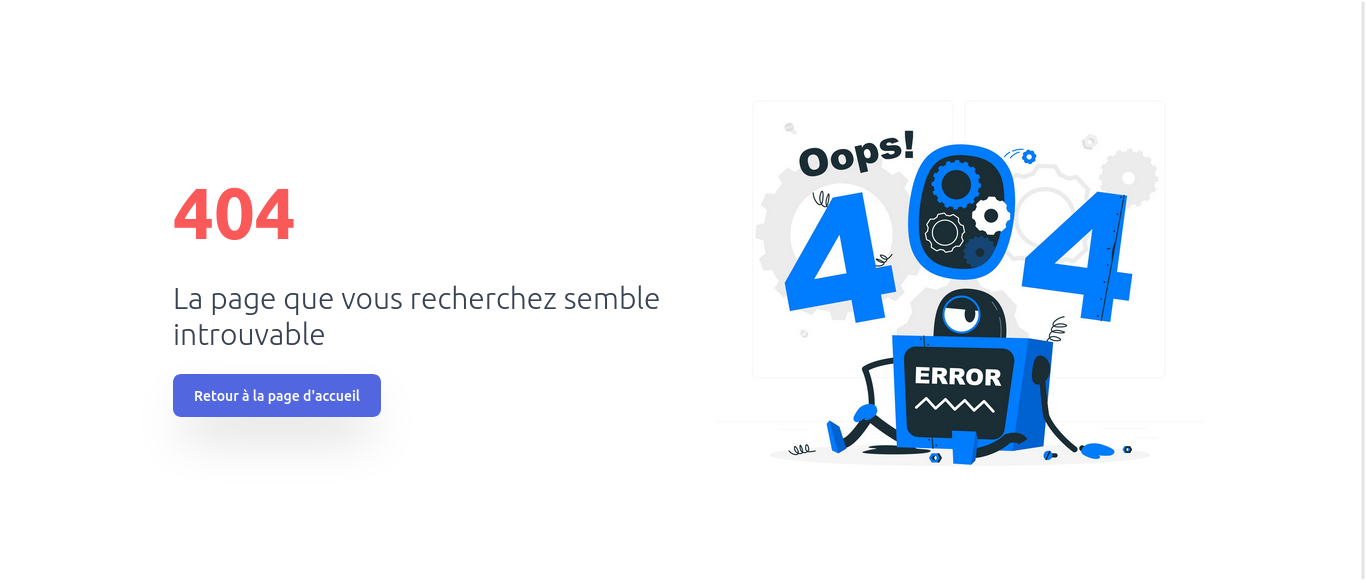 404
La page que vous recherchez semble
introuvable
Retour à la page d'accueil
Oops!
404
ERROR